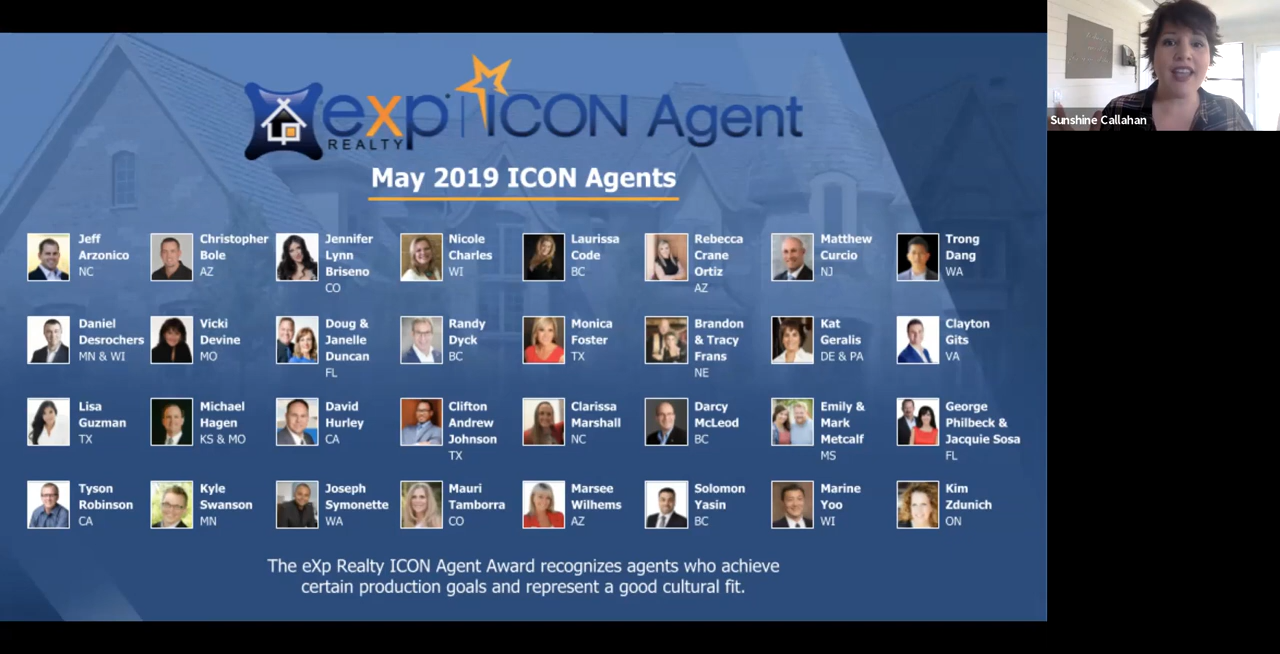 eXp REALTY | ICON Agent
May 2019 ICON Agents
Sunshine Callahan
Jeff
Arzonico
NC
Christopher
Bole
AZ
Jennifer
Lynn
Briseno
CO
Nicole
Charles
WI
Laurissa
Code
BC
Rebecca
Crane
Ortiz
AZ
Matthew
Curcio
NJ
Trong
Dang
WA
Daniel
Desrochers
MN & WI
Vicki
Devine
MO
Doug &
Janelle
Duncan
FL
Randy
Dyck
BC
Monica
Foster
TX
Brandon
& Tracy
Frans
NE
Kat
Geralis
DE & PA
Clayton
Gits
VA
Lisa
Guzman
TX
Michael
Hagen
KS & MO
David
Hurley
CA
Clifton
Andrew
Johnson
TX
Clarissa
Marshall
NC
Darcy
McLeod
BC
Emily &
Mark
Metcalf
MS
George
Philbeck &
Jacquie Sosa
FL
Tyson
Robinson
CA
Kyle
Swanson
MN
Joseph
Symonette
WA
Mauri
Tamborra
CO
Marsee
Wilhems
AZ
Solomon
Yasin
BC
Marine
Yoo
WI
Kim
Zdunich
ON
The eXp Realty ICON Agent Award recognizes agents who achieve
certain production goals and represent a good cultural fit.